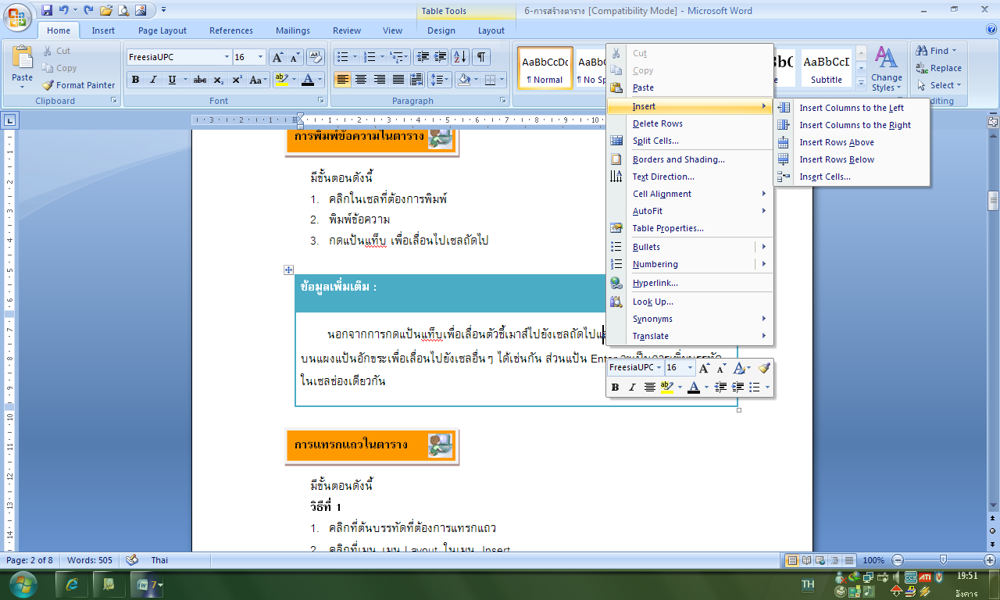 Table Tools
6-การสร้างตาราง [Compatibility Mode] - Microsoft Word
Home Insert Page Layout References Mailings Review View Design Layout
Paste
Cut
Copy
Format Painter
Clipboard
FreesiaUPC 16
Font
Paragraph
AaBbCcDc
¶ Normal
AaBbCcDc
¶ No Sp
AaBbCcI
Subtitle
Change Styles
Find
Replace
Select
Editing
การพิมพ์ข้อความในตาราง
มีขั้นตอนดังนี้
1. คลิกในเซลที่ต้องการพิมพ์
2. พิมพ์ข้อความ
3. กดแป้นแท็บ เพื่อเลื่อนไปเซลถัดไป
ข้อมูลเพิ่มเติม :
นอกจากการกดแป้นแท็บเพื่อเลื่อนตัวชี้เมาส์ไปยังเซลถัดไป
บนแผงแป้นอักขระเพื่อเลื่อนไปยังเซลอื่นๆ ได้เช่นกัน ส่วนแป้น Enter
ในเซลช่องเดียวกัน
การแทรกแถวในตาราง
มีขั้นตอนดังนี้
วิธีที่ 1
1. คลิกที่ต้นบรรทัดที่ต้องการแทรกแถว
2. คลิกที่เมนู เมนู Layout ในเมนู Insert
Cut
Copy
Paste
Insert
Delete Rows
Split Cells...
Borders and Shading...
Text Direction...
Cell Alignment
AutoFit
Table Properties...
Bullets
Numbering
Hyperlink...
Look Up...
Synonyms
Translate
Insert Columns to the Left
Insert Columns to the Right
Insert Rows Above
Insert Rows Below
Insert Cells...
FreesiaUPC 16
Page: 2 of 8 Words: 505 Thai
100%
7
TH
19:51
อังคาร